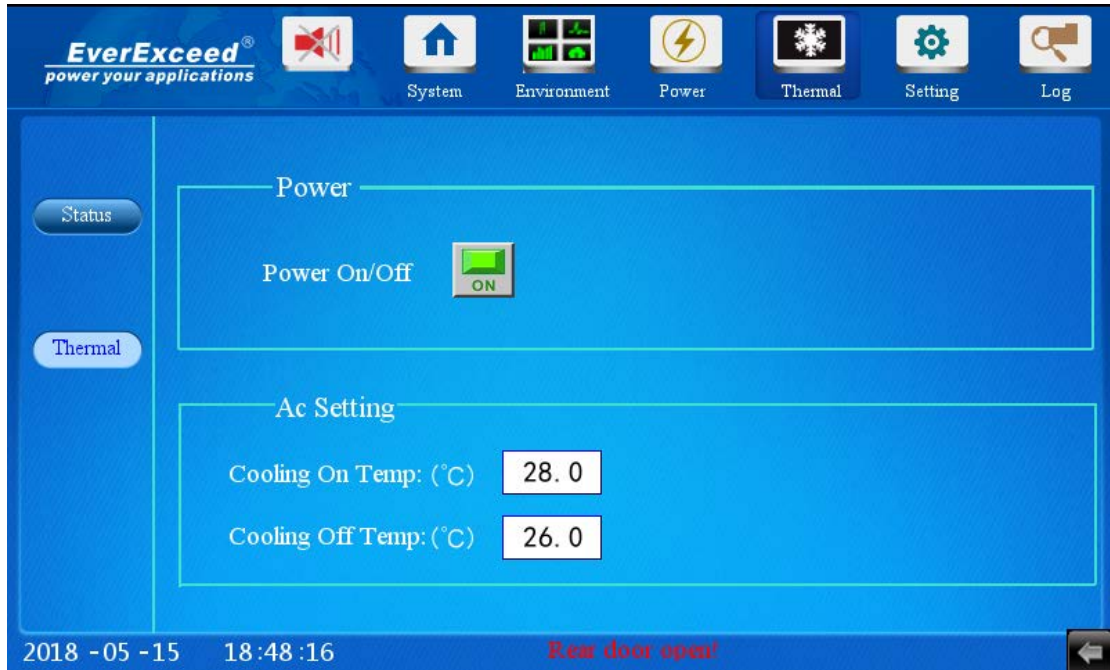 EverExceed®
power your applications
System
Environment
Power
Thermal
Setting
Log
Status
Thermal
Power
Power On/Off
ON
Ac Setting
Cooling On Temp: (°C)
28.0
Cooling Off Temp: (°C)
26.0
2018 -05 -15 18:48:16
Rear door open!